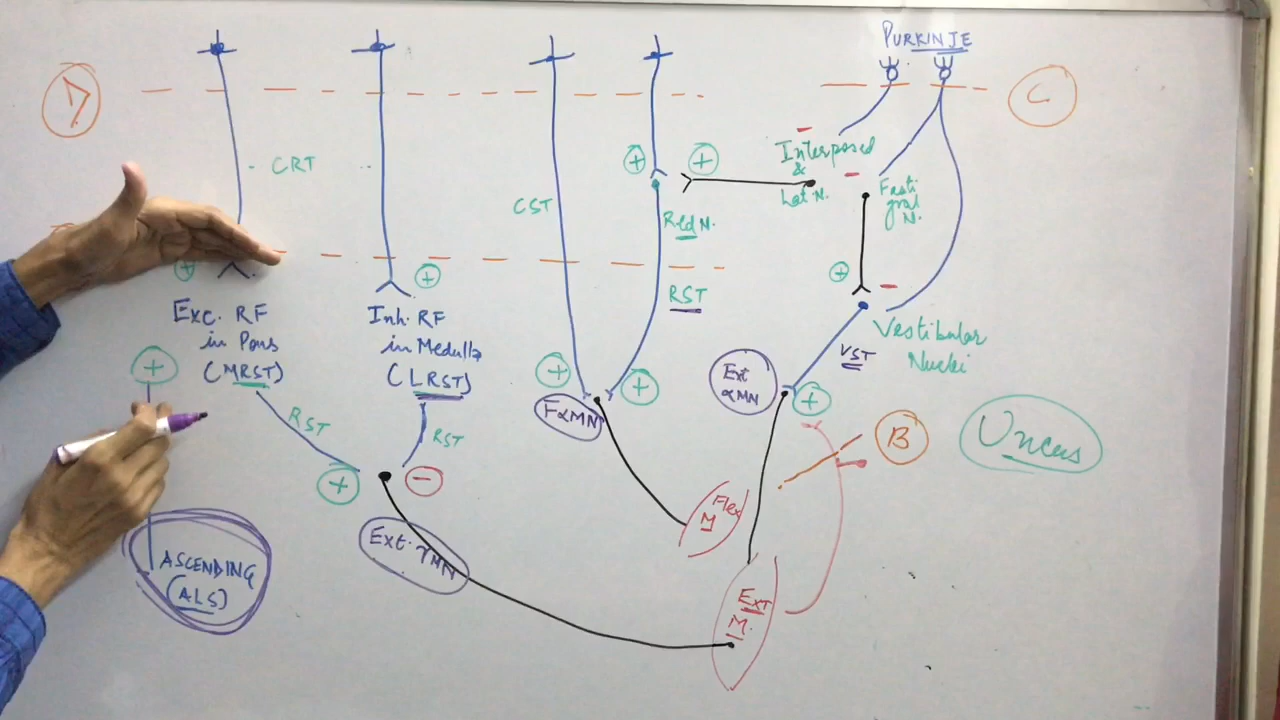 PURKINJE
D
C
CRT
CST
Interposed
&
Lat N.
Fasti
gial
N.
+
+
Red N.
RST
+
+
+
Exc. RF
in Pons
(MRST)
Inh. RF
in Medulla
(LRST)
Vestibular
Nuclei
VST
+
+
+
Ext
αMN
+
FαMN
RST
RST
+
−
B
Uncus
Flex
M
Ext. γMN
ASCENDING
(ALS)
EXT
M.